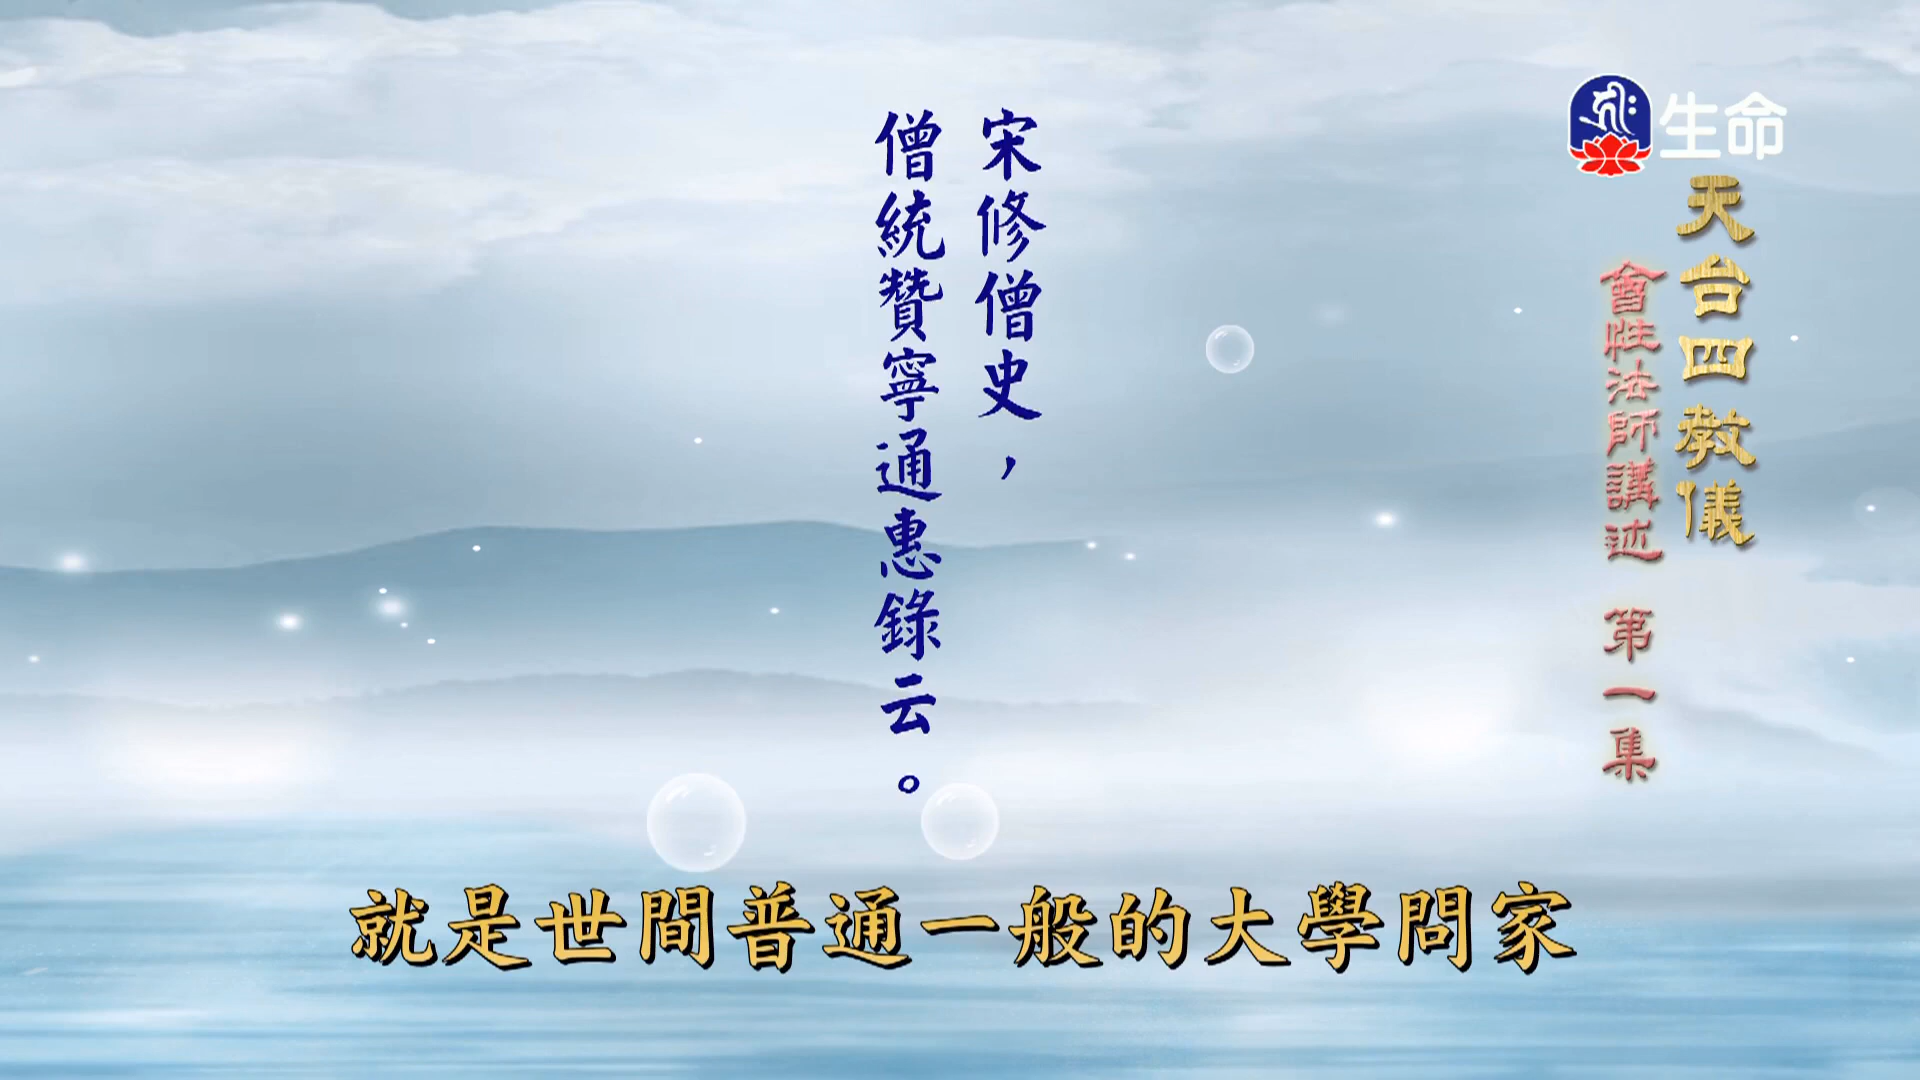 生命
天台四教儀
會性法師講述 第一集
宋修僧史，
僧統贊寧通惠錄云。
就是世間普通一般的大學問家